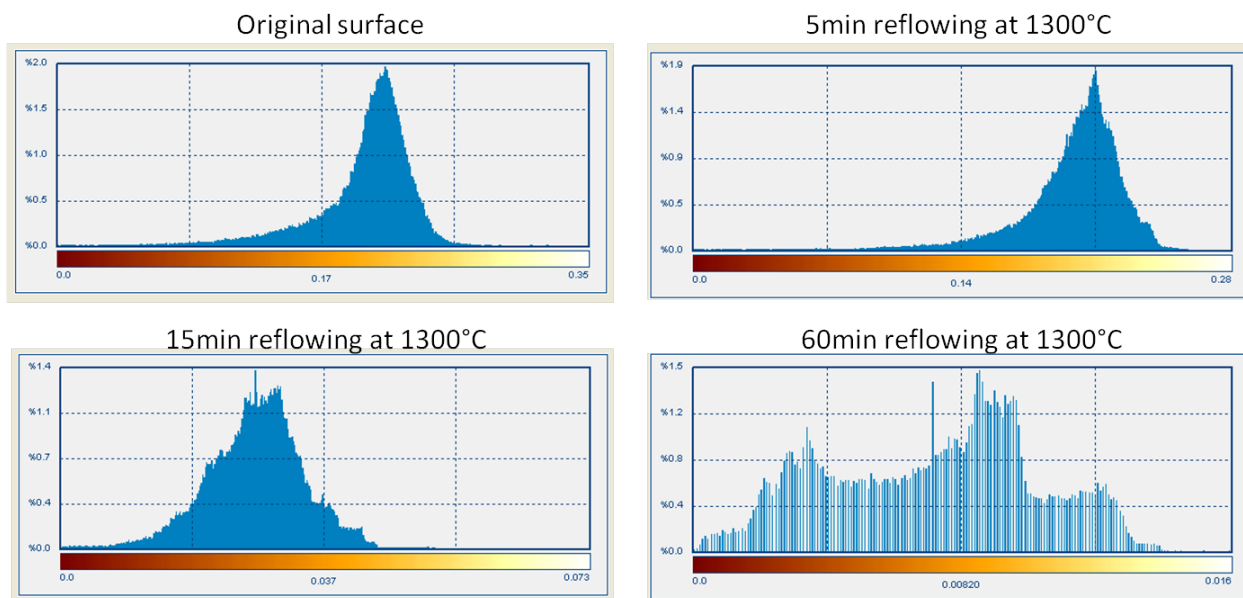 Original surface
%2.0
%1.5
%1.0
%0.5
%0.0
0.0 0.17 0.35
5min reflowing at 1300°C
%1.9
%1.4
%0.9
%0.5
%0.0
0.0 0.14 0.28
15min reflowing at 1300°C
%1.4
%1.1
%0.7
%0.4
%0.0
0.0 0.037 0.073
60min reflowing at 1300°C
%1.5
%1.2
%0.8
%0.4
%0.0
0.0 0.00820 0.016